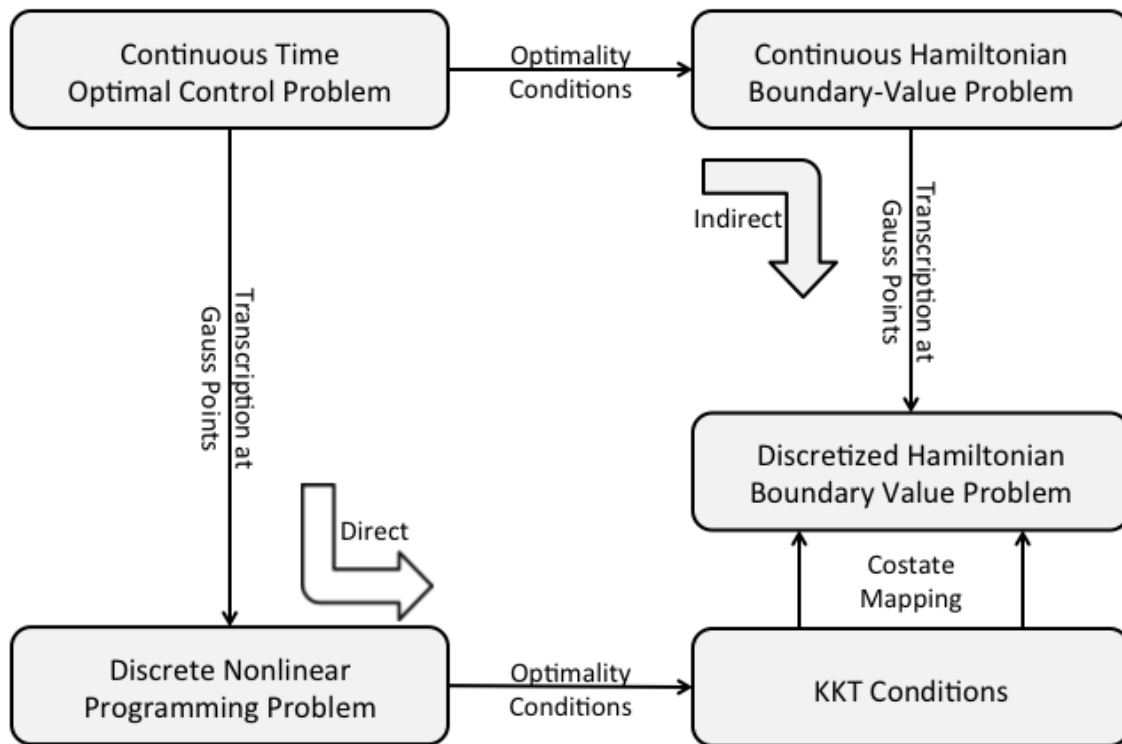 Continuous Time
Optimal Control Problem
Optimality
Conditions
Continuous Hamiltonian
Boundary-Value Problem
Indirect
Transcription at
Gauss Points
Transcription at
Gauss Points
Discretized Hamiltonian
Boundary Value Problem
Direct
Costate
Mapping
Discrete Nonlinear
Programming Problem
Optimality
Conditions
KKT Conditions